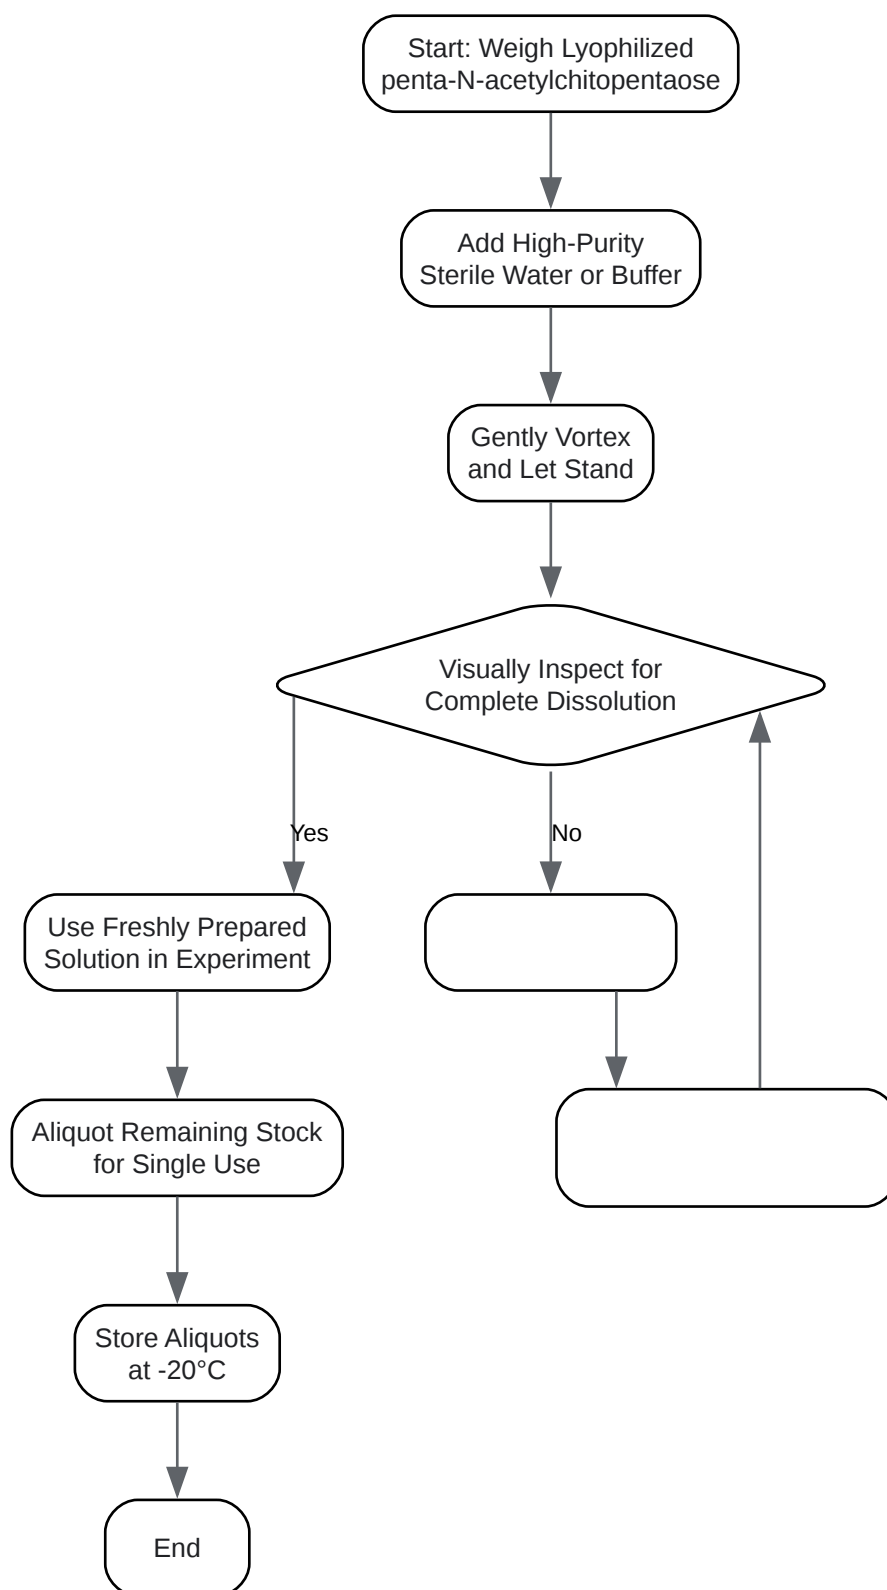 Start: Weigh Lyophilized
penta-N-acetylchitopentaose
Add High-Purity
Sterile Water or Buffer
Gently Vortex
and Let Stand
Visually Inspect for
Complete Dissolution
Yes
No
Use Freshly Prepared
Solution in Experiment
Aliquot Remaining Stock
for Single Use
Store Aliquots
at -20°C
End